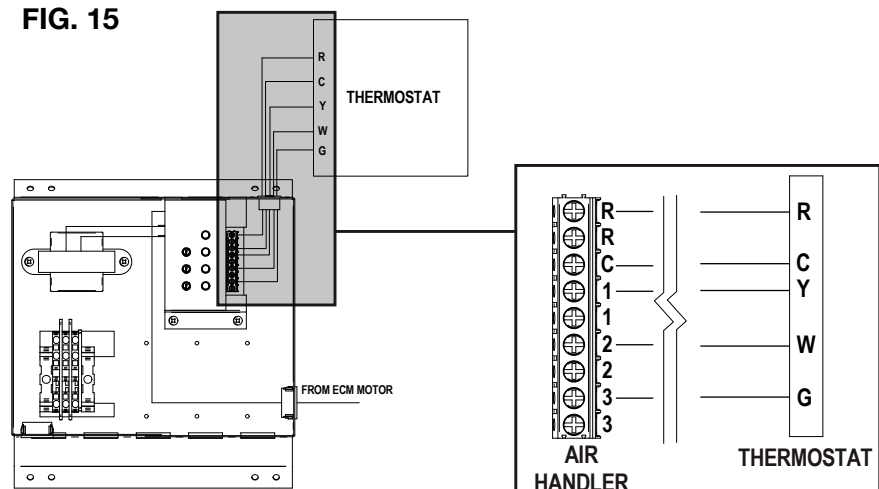 FIG. 15
R
C
Y
W
G
THERMOSTAT
FROM ECM MOTOR
R
R
C
1
1
2
2
3
3
AIR
HANDLER
R
C
Y
W
G
THERMOSTAT